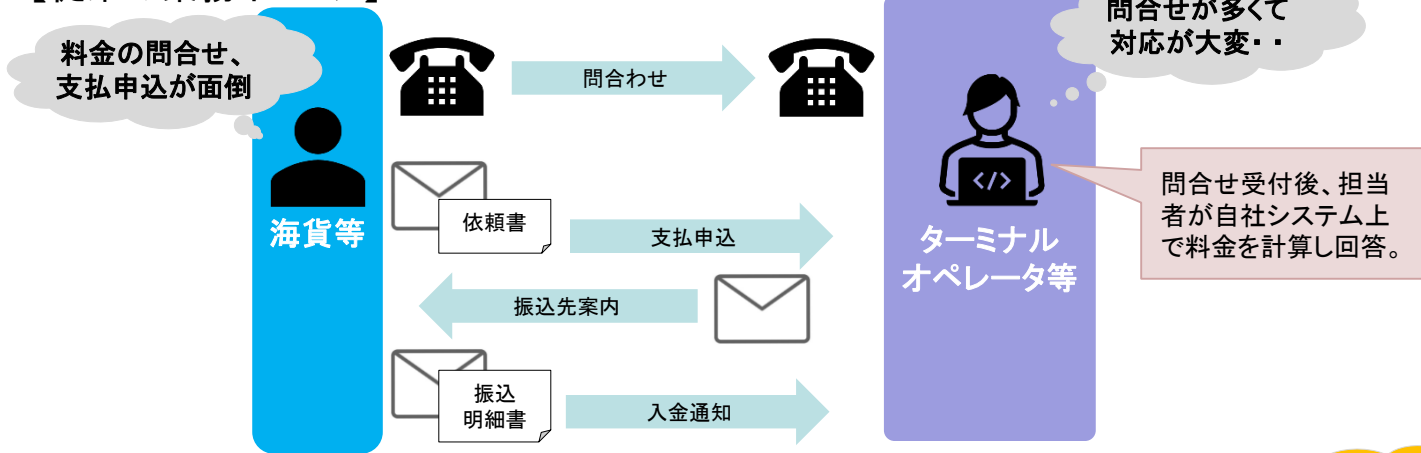 料金の問合せ、
支払申込が面倒
問合せが多くて
対応が大変・・
問合わせ
海貨等
依頼書
支払申込
ターミナル
オペレータ等
問合せ受付後、担当
者が自社システム上
で料金を計算し回答。
振込先案内
振込
明細書
入金通知